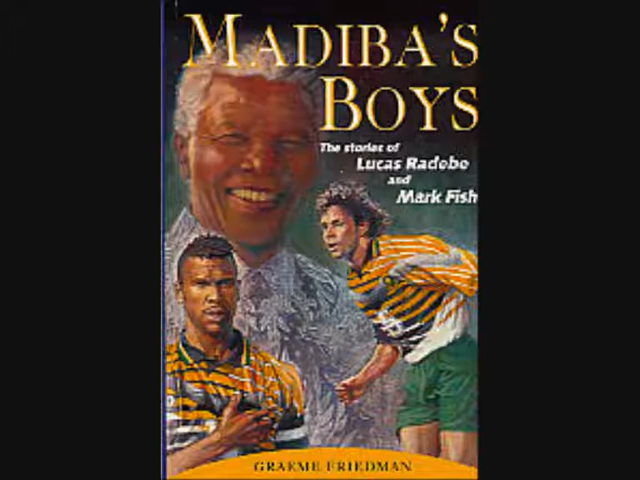 MADIBA'S
BOYS
The stories of
Lucas Radebe
and
Mark Fish
GRAEME FRIEDMAN